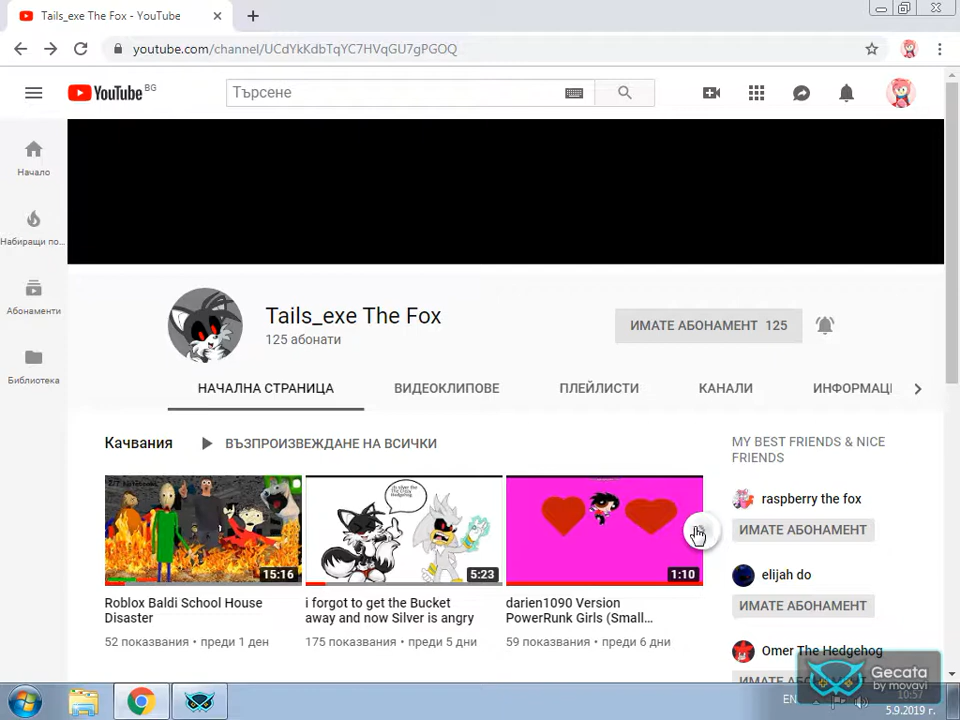 Tails_exe The Fox - YouTube
youtube.com/channel/UCdYkKdbTqYC7HVqGU7gPGOQ
YouTube BG
Търсене
Начало
Набиращи по...
Абонаменти
Библиотека
Tails_exe The Fox
125 абонати
ИМАТЕ АБОНАМЕНТ 125
НАЧАЛНА СТРАНИЦА
ВИДЕОКЛИПОВЕ
ПЛЕЙЛИСТИ
КАНАЛИ
ИНФОРМАЦ
Качвания
ВЪЗПРОИЗВЕЖДАНЕ НА ВСИЧКИ
15:16
Roblox Baldi School House
Disaster
52 показвания • преди 1 ден
5:23
i forgot to get the Bucket
away and now Silver is angry
175 показвания • преди 5 дни
1:10
darien1090 Version
PowerRunk Girls (Small...
59 показвания • преди 6 дни
MY BEST FRIENDS & NICE
FRIENDS
raspberry the fox
ИМАТЕ АБОНАМЕНТ
elijah do
ИМАТЕ АБОНАМЕНТ
Omer The Hedgehog
ИМАТЕ АБОНАМЕНТ
Gecata
by movavi
EN
10:57
5.9.2019 г.